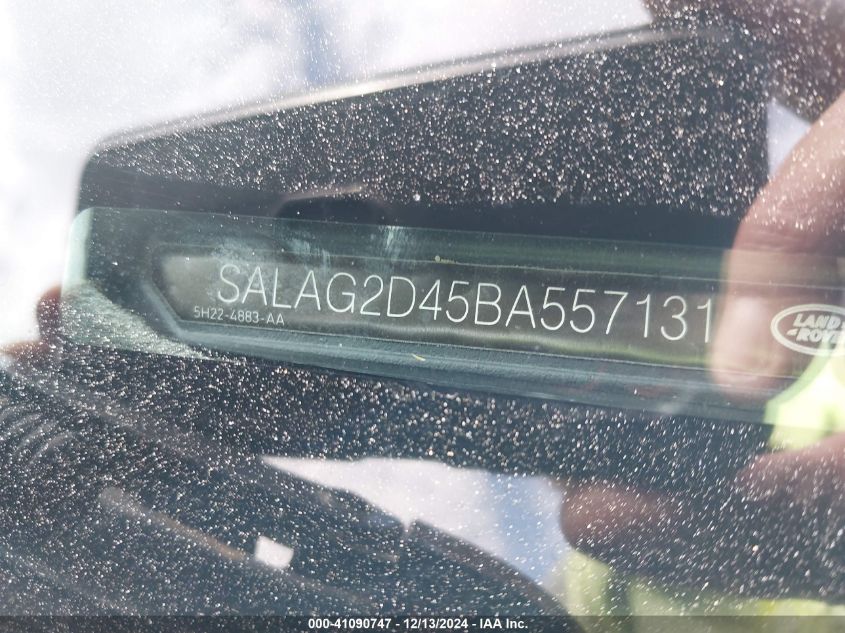 SALAG2D45BA557131
5H22-4883-AA
LAND
ROVER
000-41090747 - 12/13/2024 - IAA Inc.